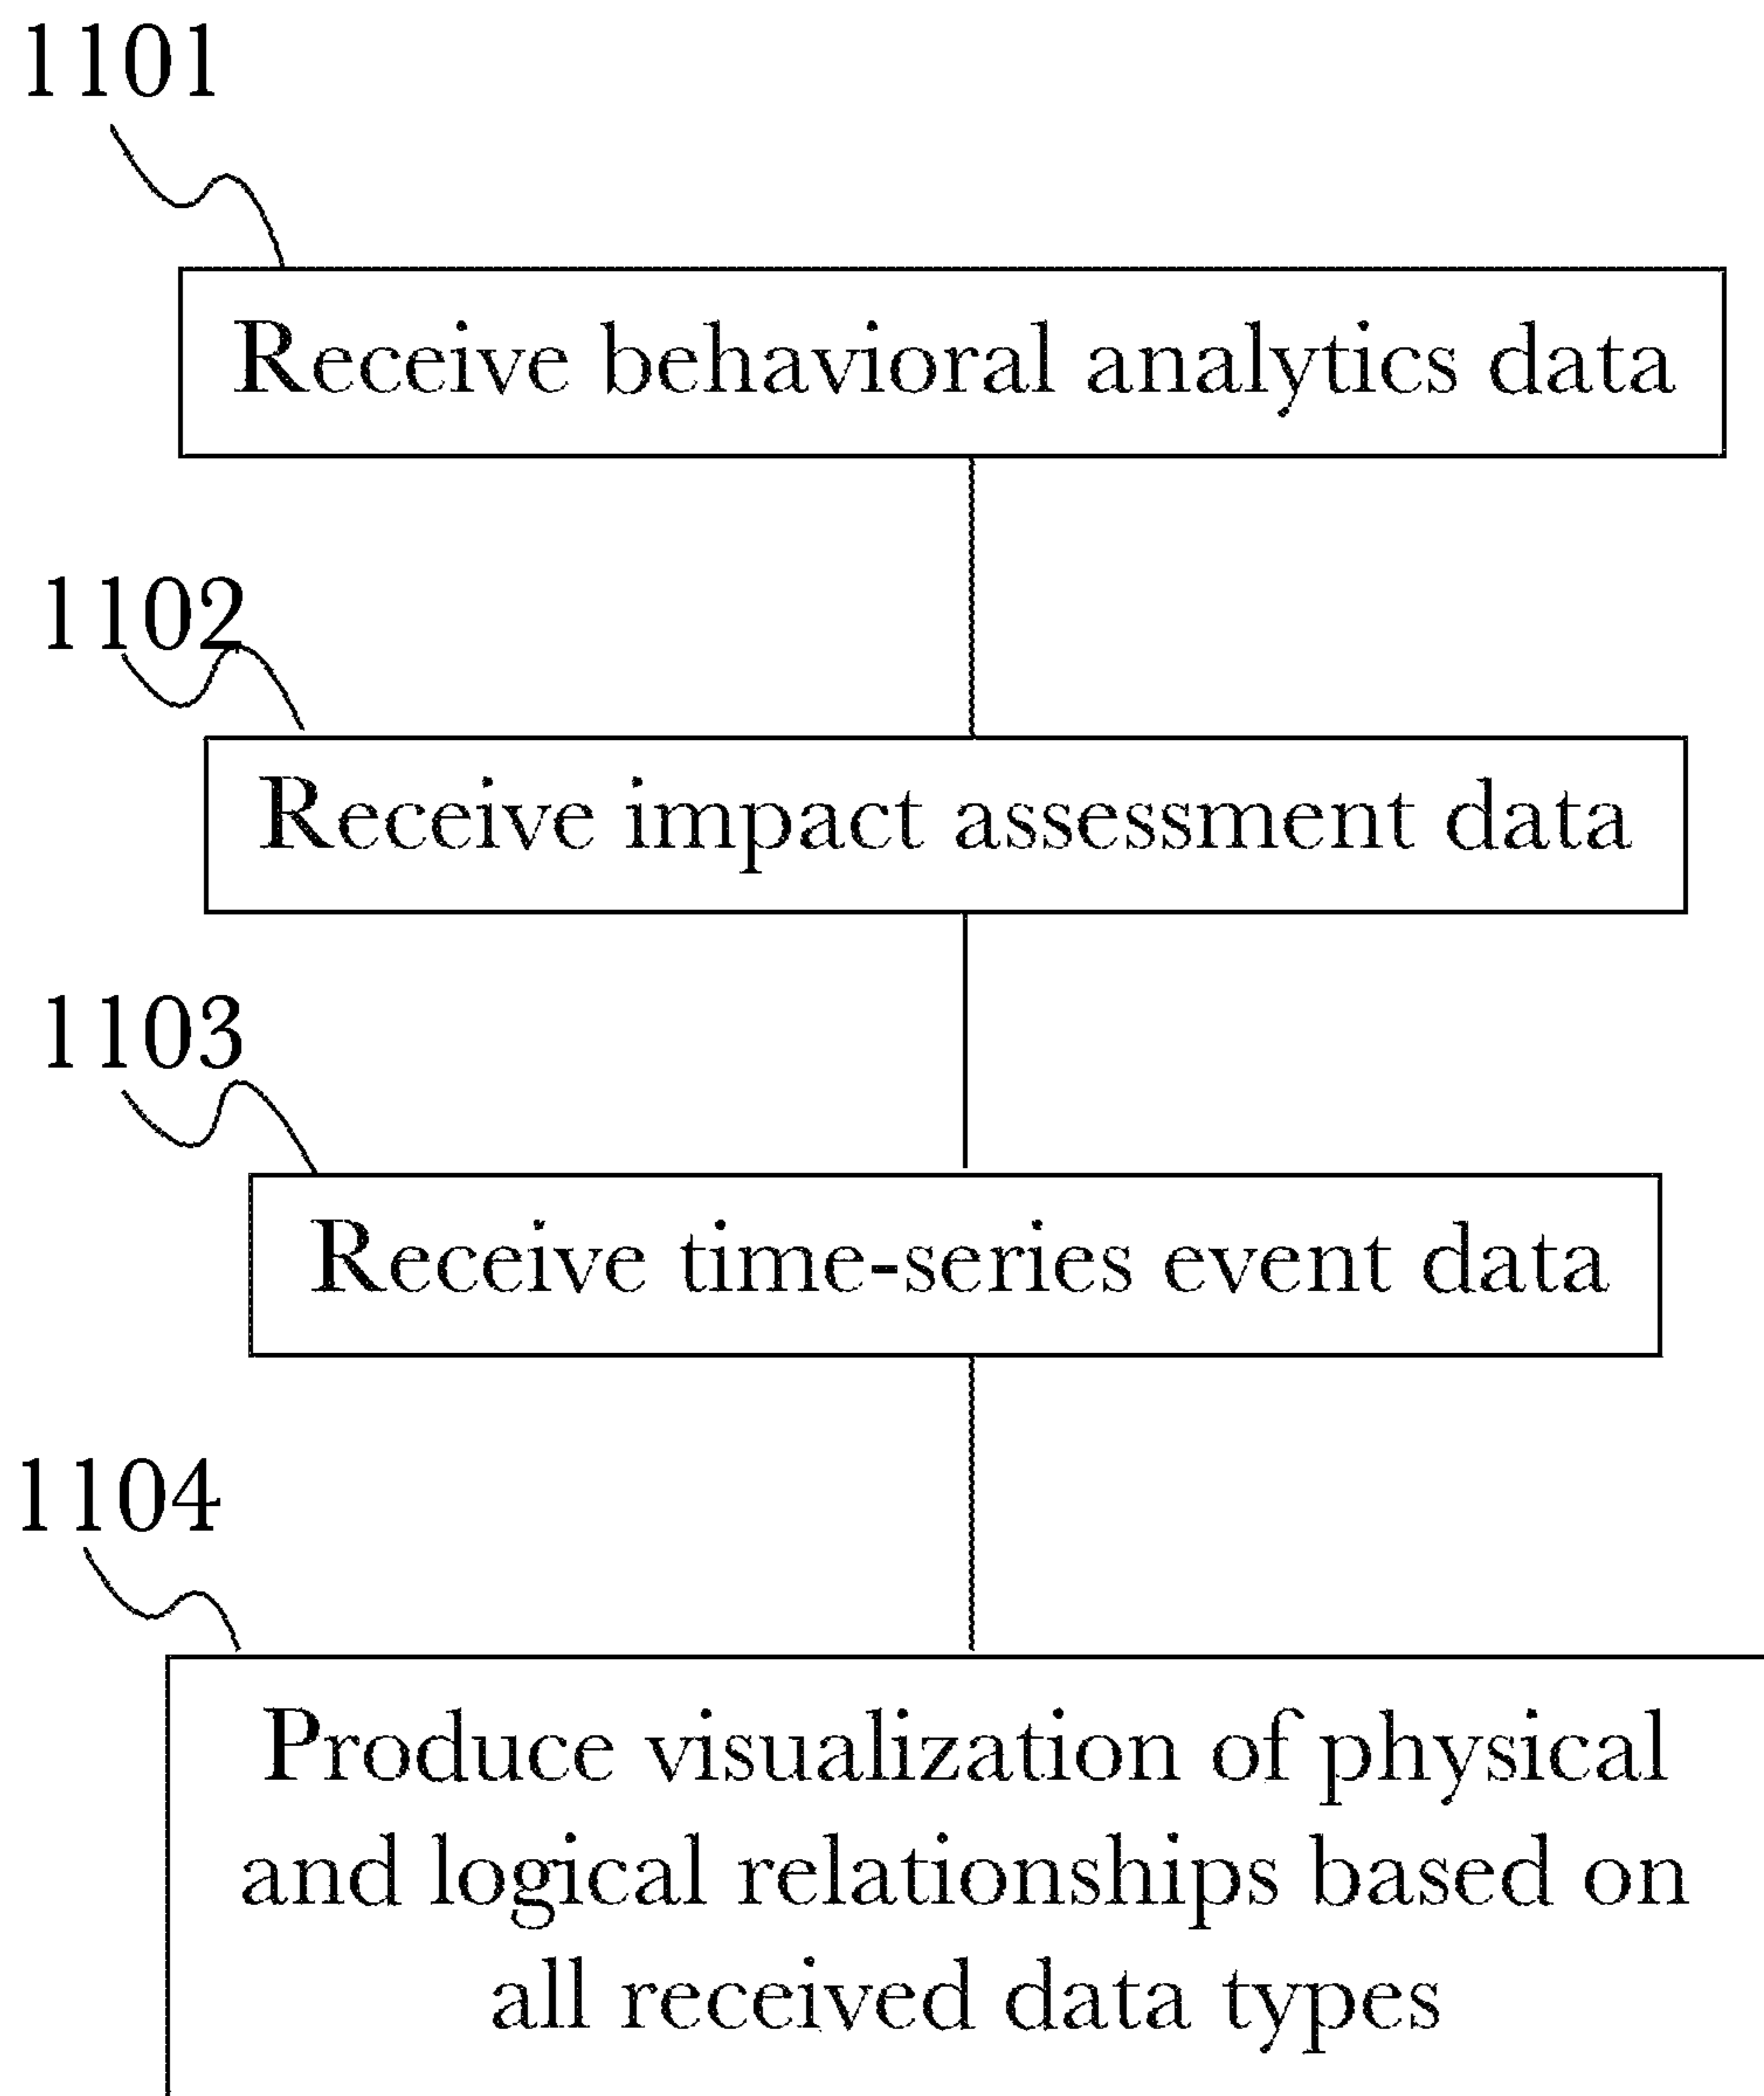 1101
Receive behavioral analytics data
1102
Receive impact assessment data
1103
Receive time-series event data
1104
Produce visualization of physical
and logical relationships based on
all received data types